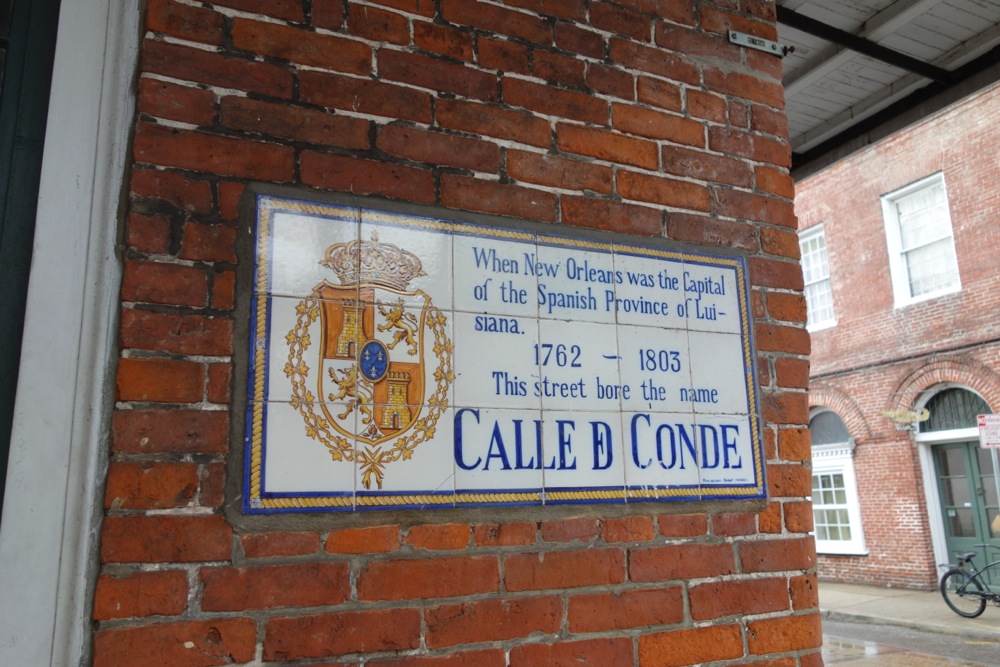 When New Orleans was the Capital
of the Spanish Province of Lui-
siana.
1762 - 1803
This street bore the name
CALLE D CONDE